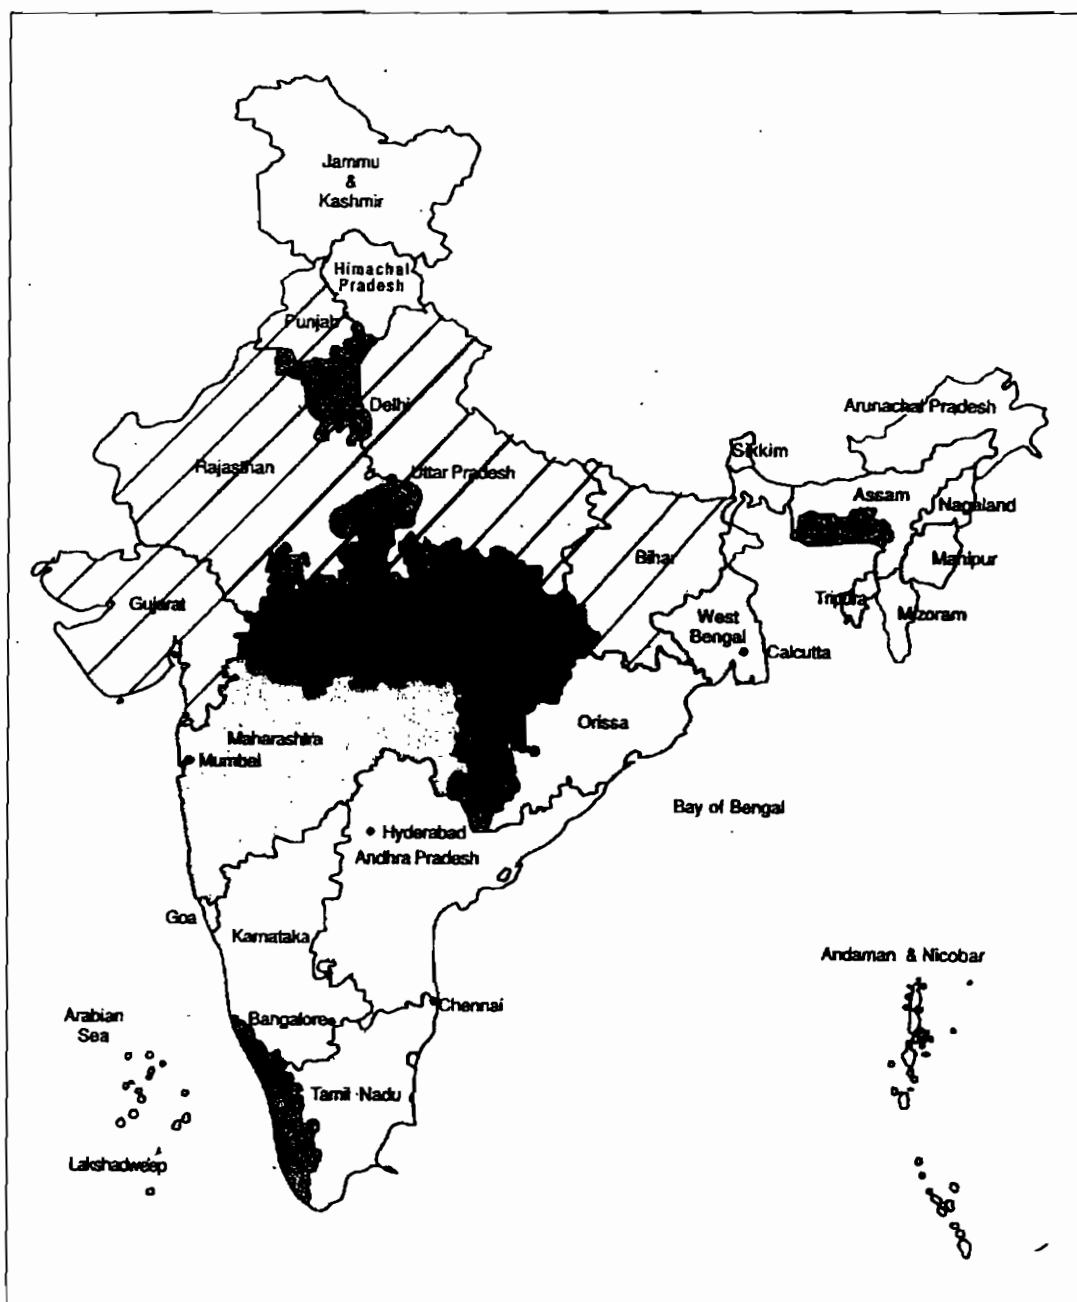 Jammu
&
Kashmir
Himachal
Pradesh
Punjab
Delhi
Arunachal Pradesh
Sikkim
Rajasthan
Uttar Pradesh
Assam
Nagaland
Bihar
Manipur
Gujarat
Tripura
West
Bengal
Mizoram
Calcutta
Orissa
Maharashtra
Mumbai
Bay of Bengal
Hyderabad
Andhra Pradesh
Goa
Karnataka
Andaman & Nicobar
Arabian
Sea
Bangalore
Chennai
Tamil Nadu
Lakshadweep